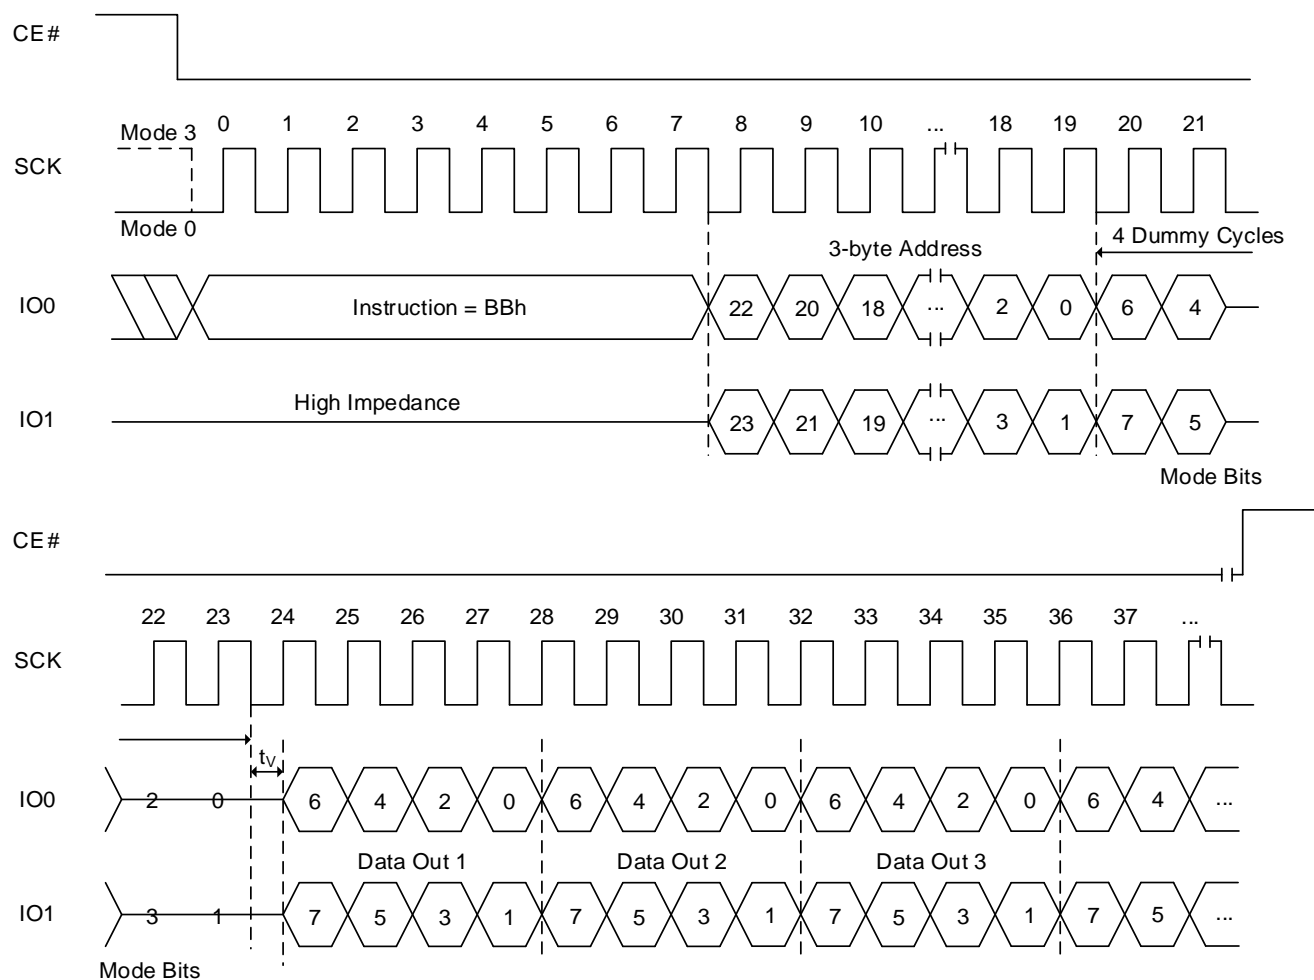 CE#
Mode 3 0 1 2 3 4 5 6 7 8 9 10 ... 18 19 20 21
SCK
Mode 0
3-byte Address 4 Dummy Cycles
IO0 Instruction = BBh 22 20 18 ... 2 0 6 4
High Impedance
IO1 23 21 19 ... 3 1 7 5
Mode Bits
CE#
22 23 24 25 26 27 28 29 30 31 32 33 34 35 36 37 ...
SCK
tV
IO0 2 0 6 4 2 0 6 4 2 0 6 4 2 0 6 4 ...
Data Out 1 Data Out 2 Data Out 3
IO1 3 1 7 5 3 1 7 5 3 1 7 5 3 1 7 5 ...
Mode Bits